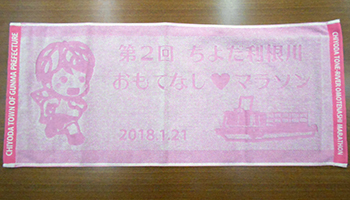 CHIYODA TOWN OF GUNMA PREFECTURE
第2回 ちよだ利根川
おもてなし♥マラソン
2018.1.21
CHIYODA TONE-RIVER OMOTENASHI MARATHON